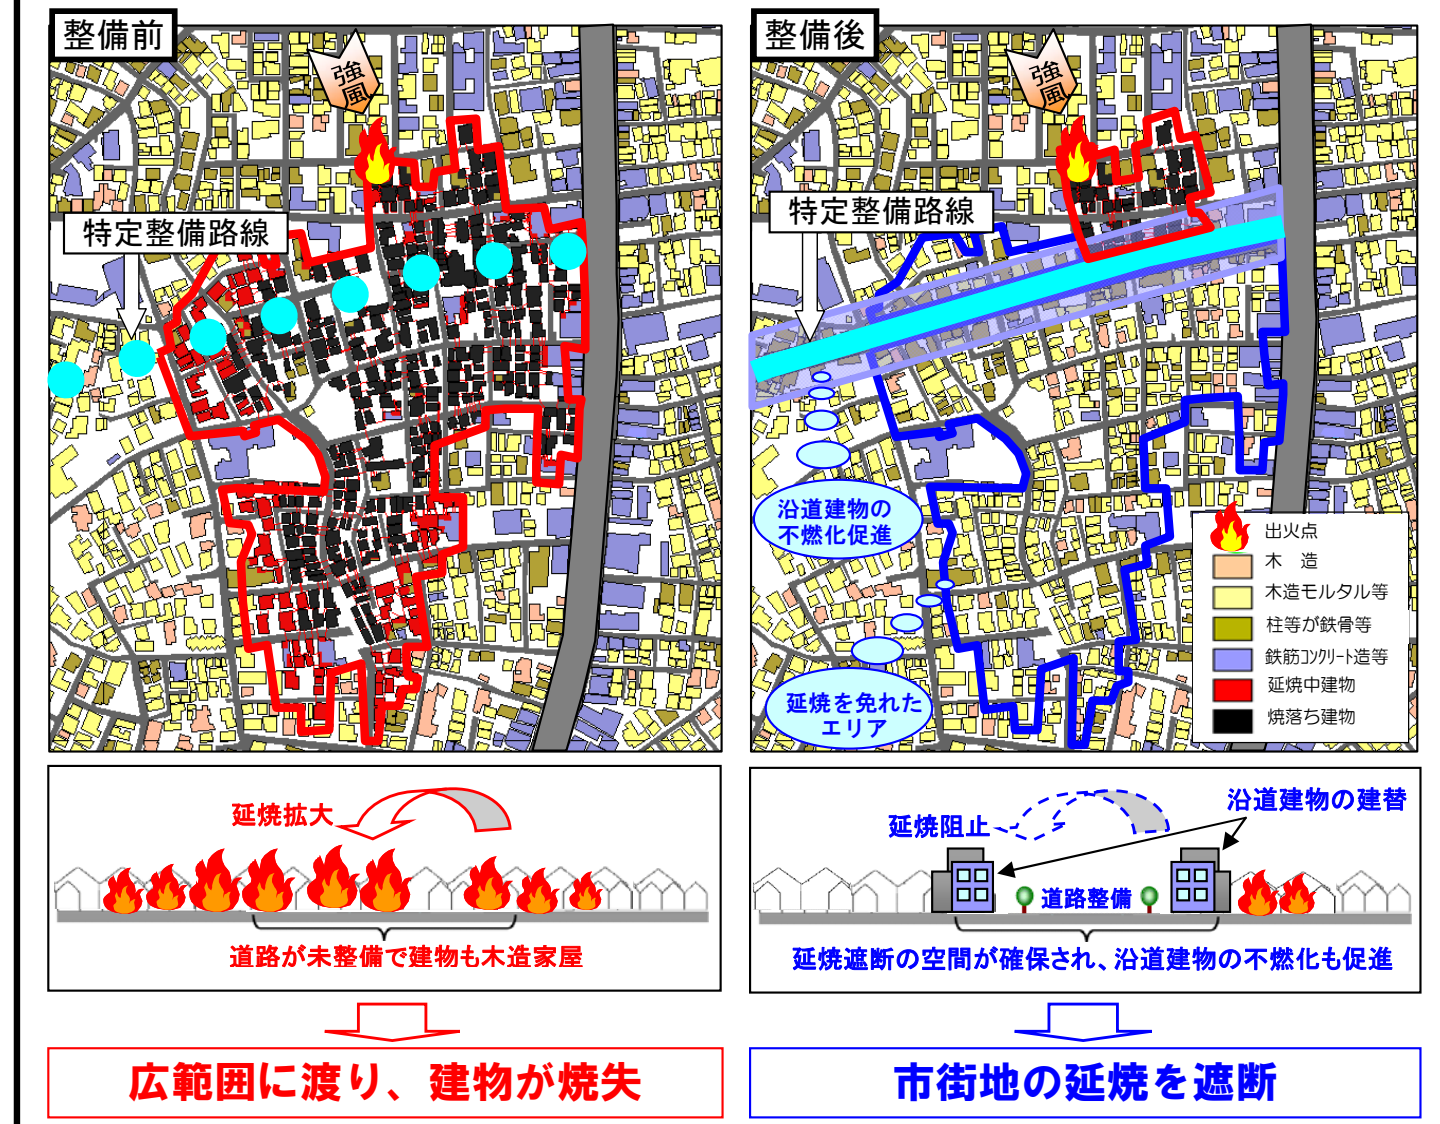 整備前
強風
特定整備路線
整備後
強風
特定整備路線
沿道建物の
不燃化促進
延焼を免れた
エリア
出火点
木　造
木造モルタル等
柱等が鉄骨等
鉄筋コンクリート造等
延焼中建物
焼落ち建物
延焼拡大
道路が未整備で建物も木造家屋
広範囲に渡り、建物が焼失
沿道建物の建替
延焼阻止
道路整備
延焼遮断の空間が確保され、沿道建物の不燃化も促進
市街地の延焼を遮断